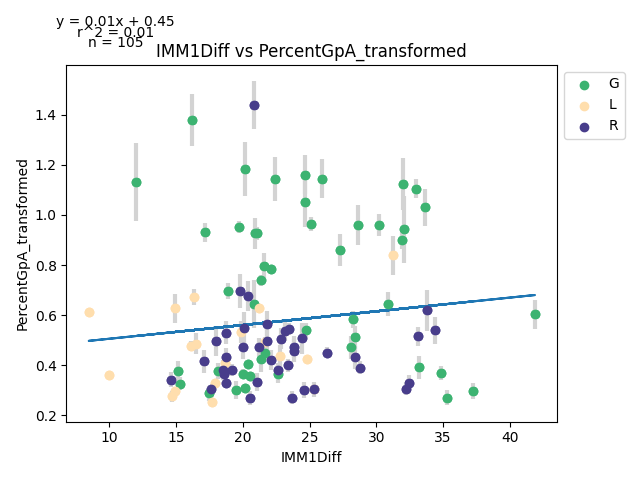 y = 0.01x + 0.45
r^2 = 0.01
n = 105
IMM1Diff vs PercentGpA_transformed
G
L
R
PercentGpA_transformed
1.4
1.2
1.0
0.8
0.6
0.4
0.2
10 15 20 25 30 35 40
IMM1Diff